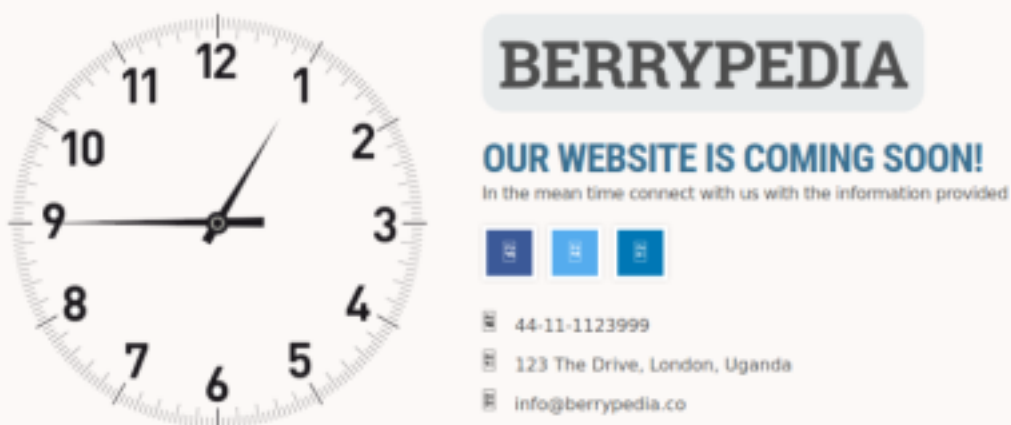 12
11
1
10
2
9
3
8
4
7
5
6
BERRYPEDIA
OUR WEBSITE IS COMING SOON!
In the mean time connect with us with the information provided
44-11-1123999
123 The Drive, London, Uganda
info@berrypedia.co